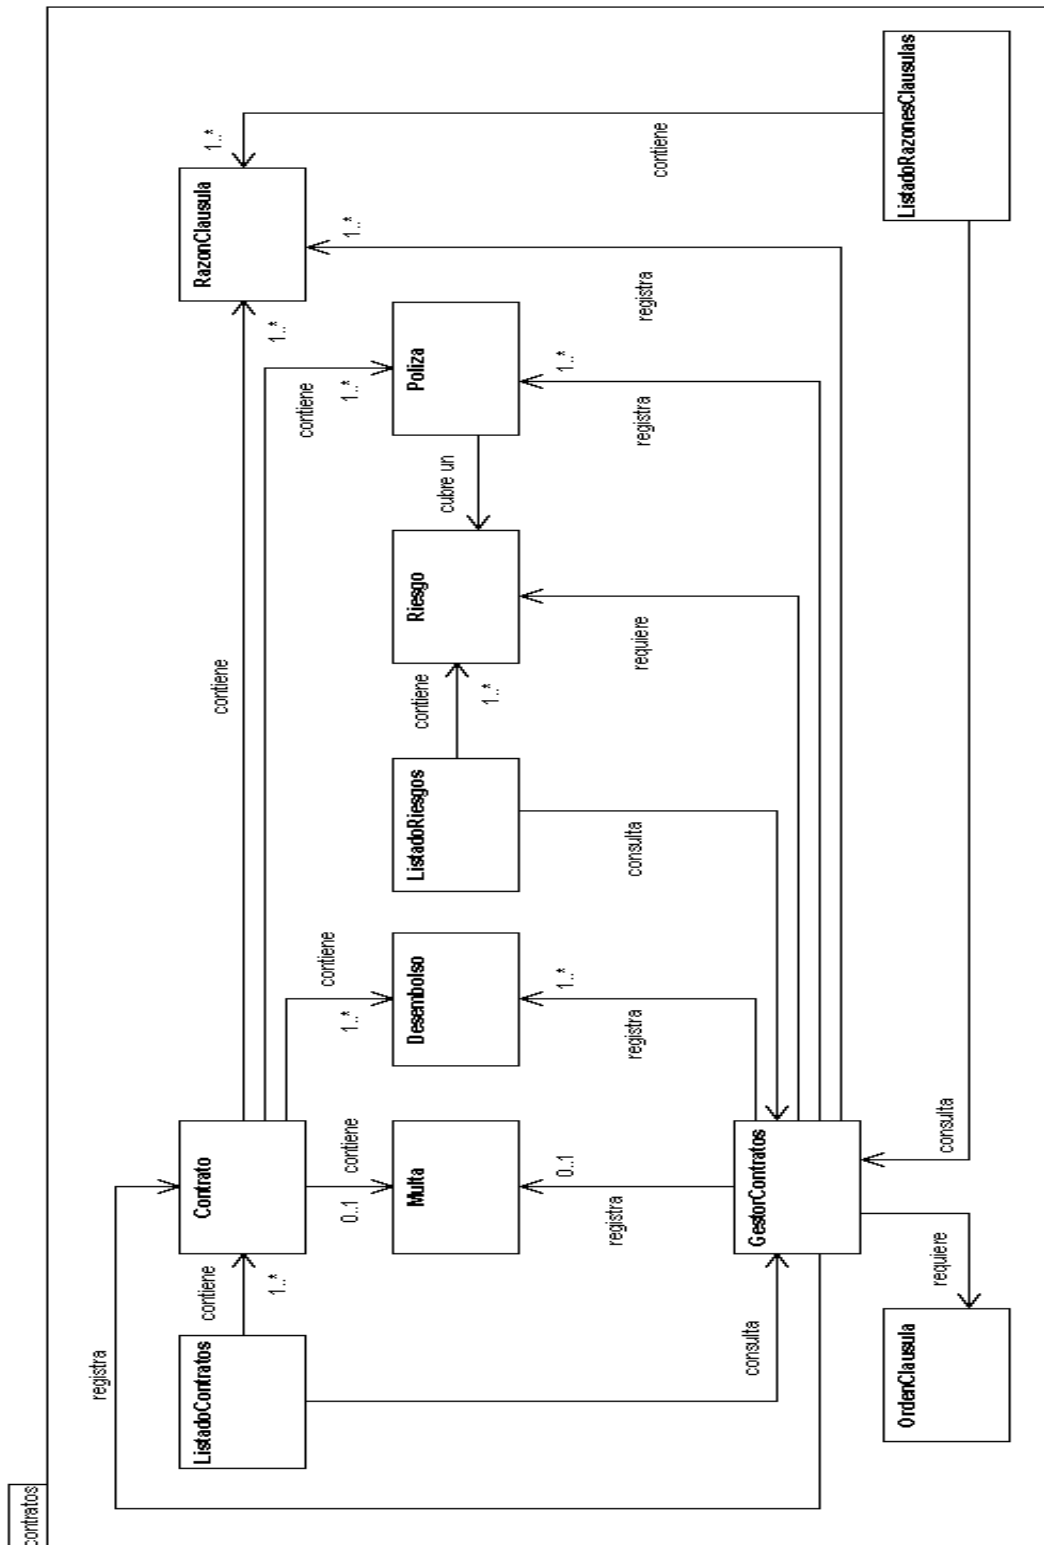 contratos
registra
ListadoContratos
contiene
1..*
Contrato
contiene
1..*
RazonClausula
1..*
contiene
ListadoRazonesClausulas
contiene
1..*
contiene
1..*
contiene
0..1
Multa
Desembolso
ListadoRiesgos
contiene
1..*
Riesgo
cubre un
Poliza
0..1
registra
1..*
registra
consulta
requiere
1..*
registra
1..*
registra
consulta
GestorContratos
consulta
requiere
OrdenClausula